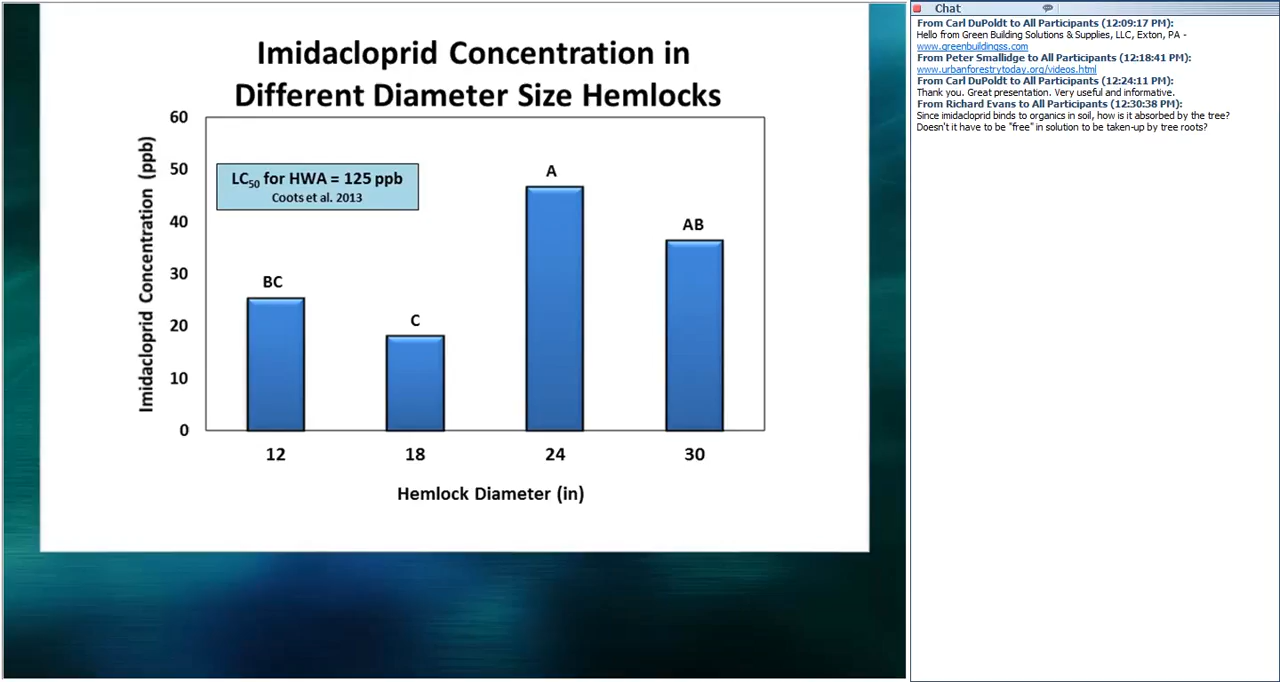 Imidacloprid Concentration in
Different Diameter Size Hemlocks
Imidacloprid Concentration (ppb)
60
50
40
30
20
10
0
LC50 for HWA = 125 ppb
Coots et al. 2013
BC
C
A
AB
12
18
24
30
Hemlock Diameter (in)
Chat
From Carl DuPoldt to All Participants (12:09:17 PM):
Hello from Green Building Solutions & Supplies, LLC, Exton, PA -
www.greenbuildingss.com
From Peter Smallidge to All Participants (12:18:41 PM):
www.urbanforestrytoday.org/videos.html
From Carl DuPoldt to All Participants (12:24:11 PM):
Thank you. Great presentation. Very useful and informative.
From Richard Evans to All Participants (12:30:38 PM):
Since imidacloprid binds to organics in soil, how is it absorbed by the tree?
Doesn't it have to be "free" in solution to be taken-up by tree roots?